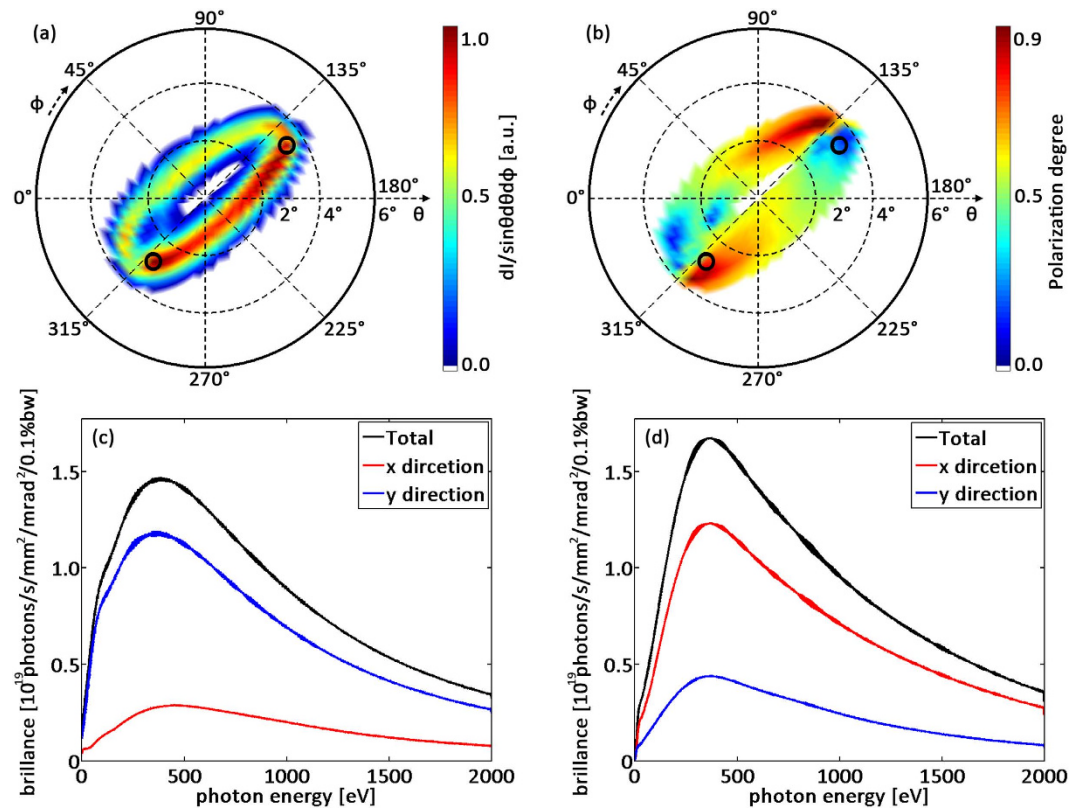 (a)
90°
45°
135°
ϕ
0°
180°
2° 4° 6° θ
315°
225°
270°
1.0
0.5
0.0
dI/sinθdθdϕ [a.u.]
(b)
90°
45°
135°
ϕ
0°
180°
2° 4° 6° θ
315°
225°
270°
0.9
0.5
0.0
Polarization degree
(c)
Total
x dircetion
y direction
brillance [10¹⁹photons/s/mm²/mrad²/0.1%bw]
1.5
1.0
0.5
0
0 500 1000 1500 2000
photon energy [eV]
(d)
Total
x dircetion
y direction
brillance [10¹⁹photons/s/mm²/mrad²/0.1%bw]
1.5
1.0
0.5
0
0 500 1000 1500 2000
photon energy [eV]